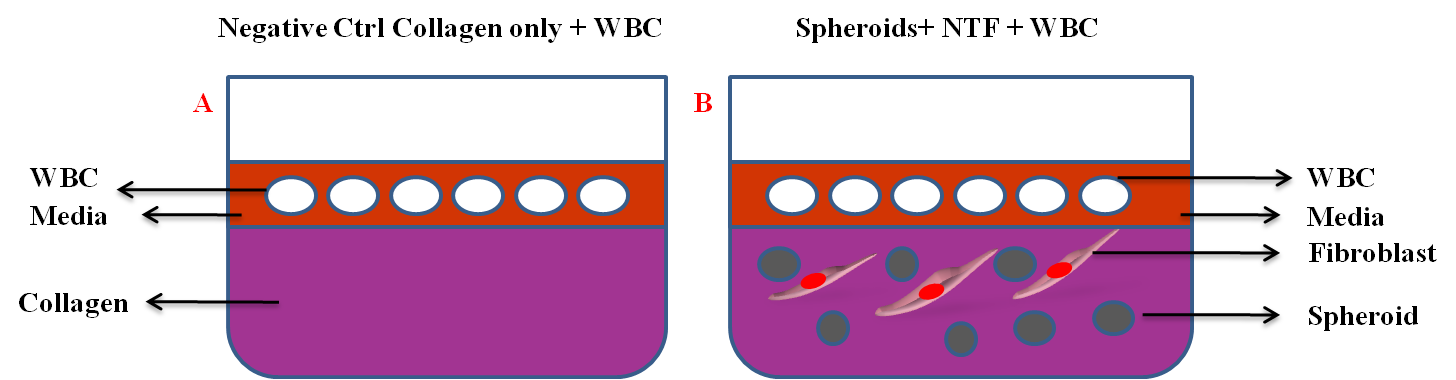 Negative Ctrl Collagen only + WBC
Spheroids+ NTF + WBC
A
B
WBC
Media
Collagen
WBC
Media
Fibroblast
Spheroid